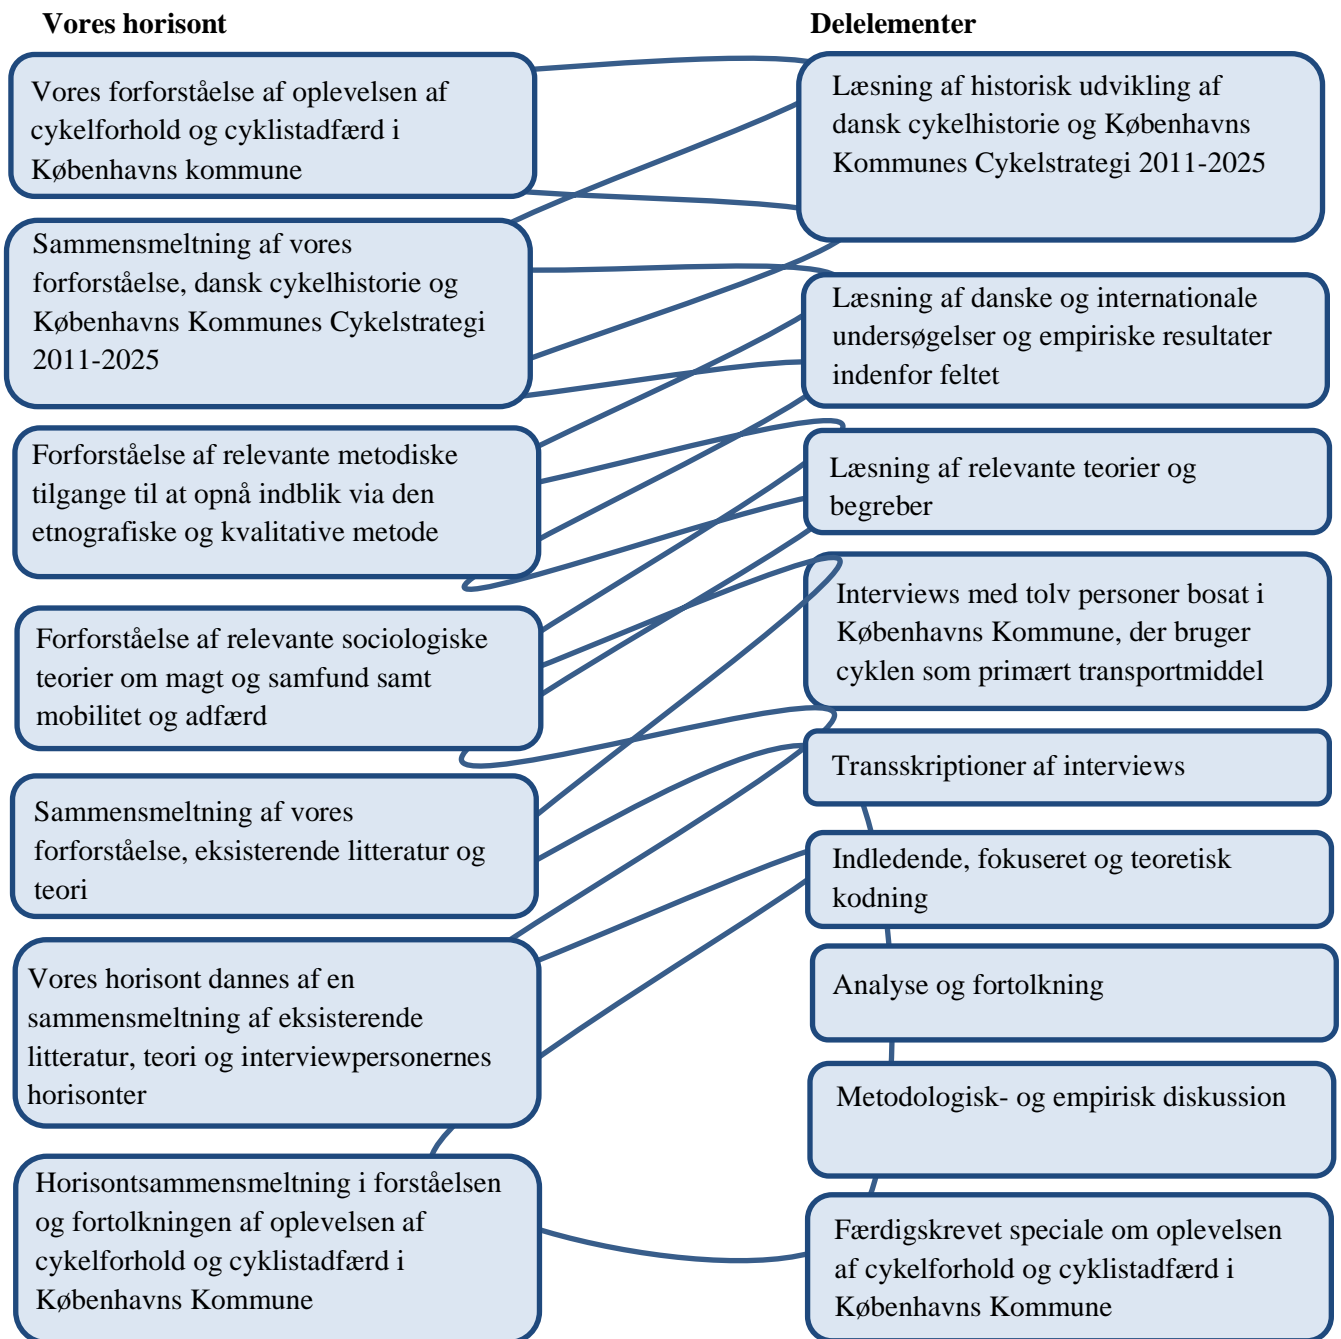 Vores horisont
Vores forforståelse af oplevelsen af
cykelforhold og cyklistadfærd i
Københavns kommune
Sammensmeltning af vores
forforståelse, dansk cykelhistorie og
Københavns Kommunes Cykelstrategi
2011-2025
Forforståelse af relevante metodiske
tilgange til at opnå indblik via den
etnografiske og kvalitative metode
Forforståelse af relevante sociologiske
teorier om magt og samfund samt
mobilitet og adfærd
Sammensmeltning af vores
forforståelse, eksisterende litteratur og
teori
Vores horisont dannes af en
sammensmeltning af eksisterende
litteratur, teori og interviewpersonernes
horisonter
Horisontsammensmeltning i forståelsen
og fortolkningen af oplevelsen af
cykelforhold og cyklistadfærd i
Københavns Kommune
Delelementer
Læsning af historisk udvikling af
dansk cykelhistorie og Københavns
Kommunes Cykelstrategi 2011-2025
Læsning af danske og internationale
undersøgelser og empiriske resultater
indenfor feltet
Læsning af relevante teorier og
begreber
Interviews med tolv personer bosat i
Københavns Kommune, der bruger
cyklen som primært transportmiddel
Transskriptioner af interviews
Indledende, fokuseret og teoretisk
kodning
Analyse og fortolkning
Metodologisk- og empirisk diskussion
Færdigskrevet speciale om oplevelsen
af cykelforhold og cyklistadfærd i
Københavns Kommune